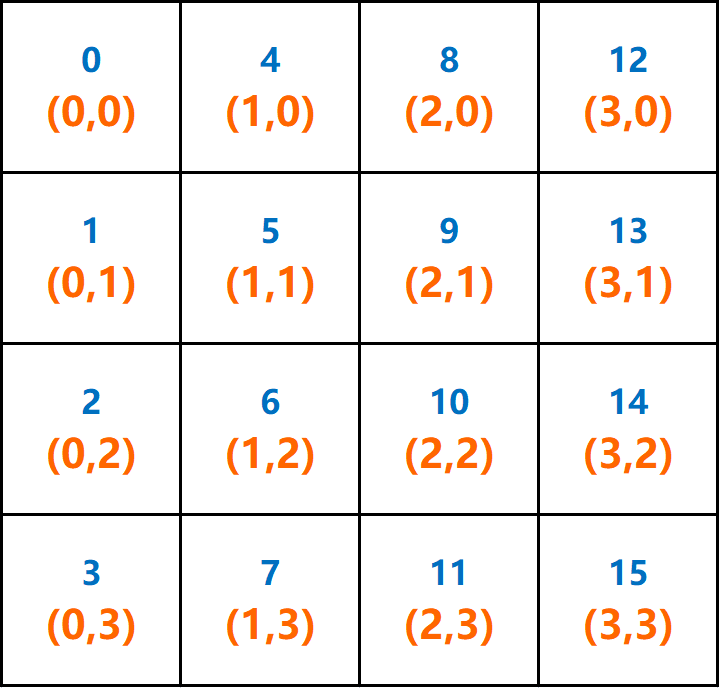 0 4 8 12
(0,0) (1,0) (2,0) (3,0)
1 5 9 13
(0,1) (1,1) (2,1) (3,1)
2 6 10 14
(0,2) (1,2) (2,2) (3,2)
3 7 11 15
(0,3) (1,3) (2,3) (3,3)